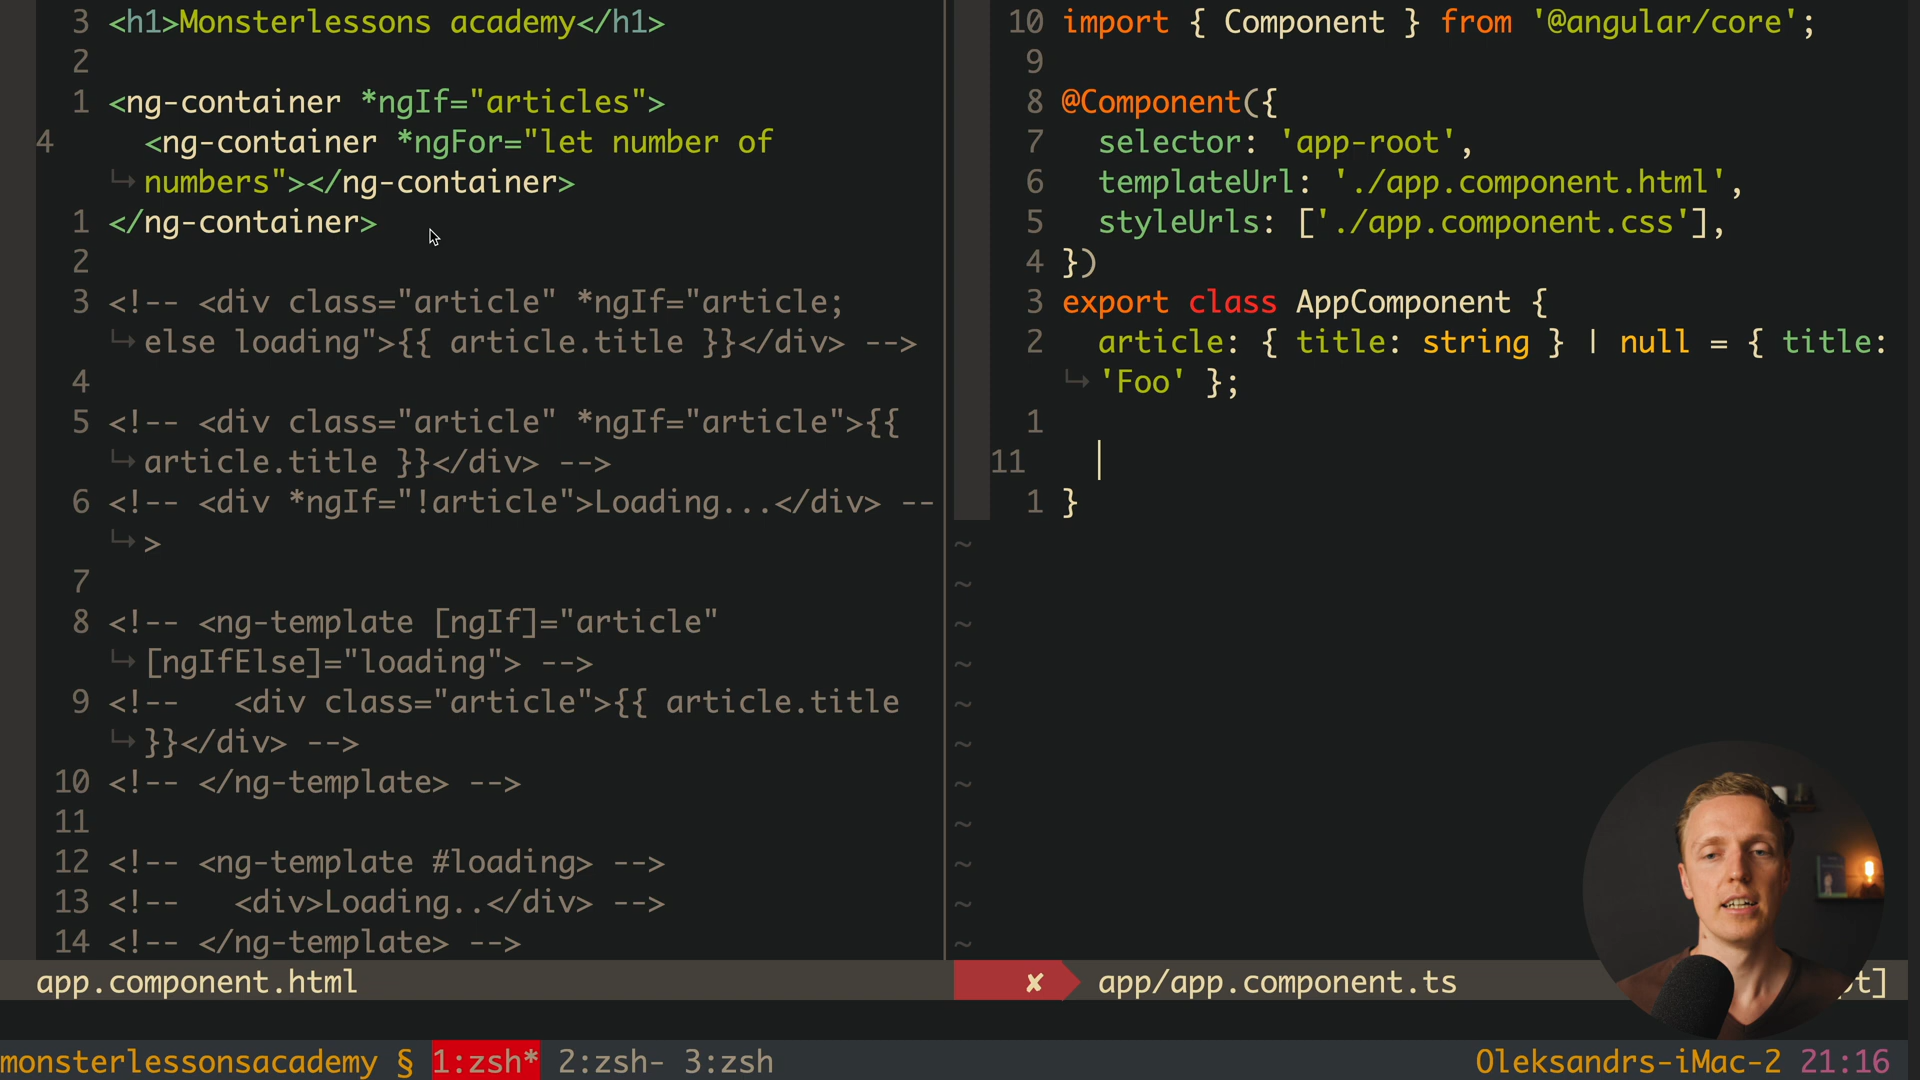 3 <h1>Monsterlessons academy</h1>
2
1 <ng-container *ngIf="articles">
4 <ng-container *ngFor="let number of
numbers"></ng-container>
1 </ng-container>
2
3 <!-- <div class="article" *ngIf="article;
else loading">{{ article.title }}</div> -->
4
5 <!-- <div class="article" *ngIf="article">{{
article.title }}</div> -->
6 <!-- <div *ngIf="!article">Loading...</div> --
>
7
8 <!-- <ng-template [ngIf]="article"
[ngIfElse]="loading"> -->
9 <!--   <div class="article">{{ article.title
}}</div> -->
10 <!-- </ng-template> -->
11
12 <!-- <ng-template #loading> -->
13 <!--   <div>Loading..</div> -->
14 <!-- </ng-template> -->
app.component.html
10 import { Component } from '@angular/core';
9
8 @Component({
7 selector: 'app-root',
6 templateUrl: './app.component.html',
5 styleUrls: ['./app.component.css'],
4 })
3 export class AppComponent {
2 article: { title: string } | null = { title:
'Foo' };
1
11
1 }
~
~
~
~
~
~
~
~
~
~
~
✘ app/app.component.ts
monsterlessonsacademy § 1:zsh* 2:zsh- 3:zsh
Oleksandrs-iMac-2 21:16